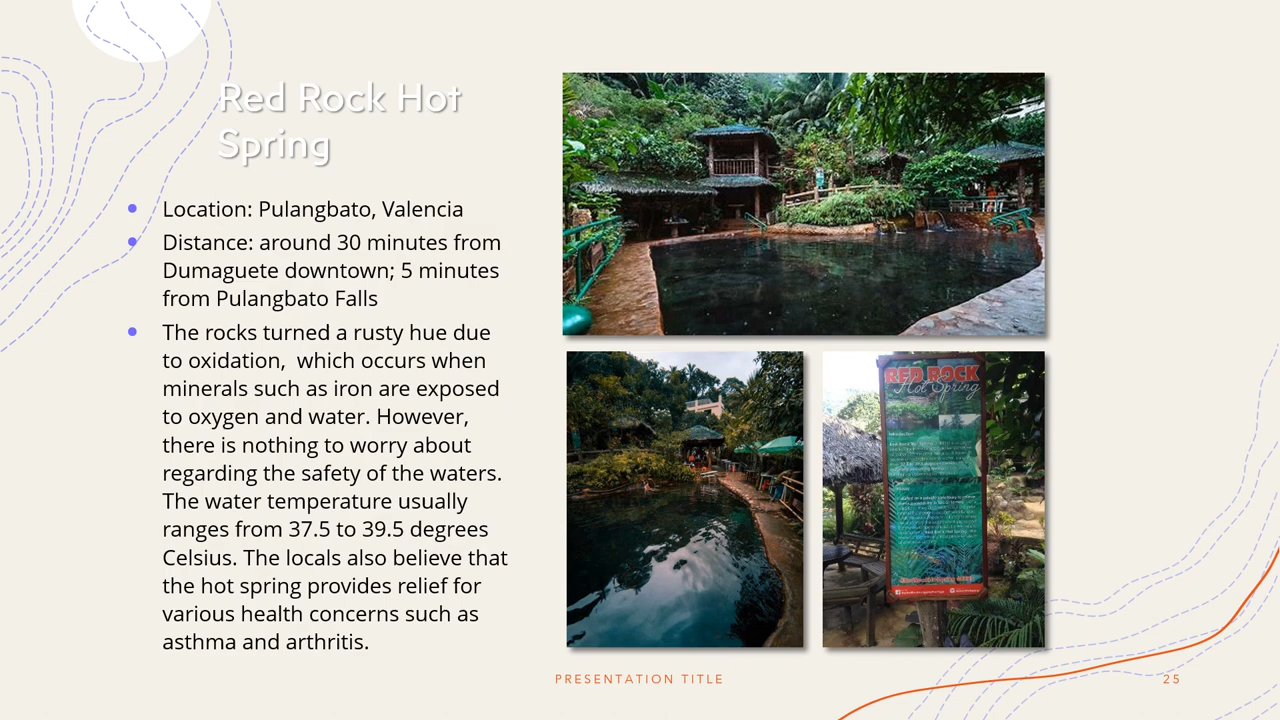 Red Rock Hot
Spring
Location: Pulangbato, Valencia
Distance: around 30 minutes from
Dumaguete downtown; 5 minutes
from Pulangbato Falls
The rocks turned a rusty hue due
to oxidation,  which occurs when
minerals such as iron are exposed
to oxygen and water. However,
there is nothing to worry about
regarding the safety of the waters.
The water temperature usually
ranges from 37.5 to 39.5 degrees
Celsius. The locals also believe that
the hot spring provides relief for
various health concerns such as
asthma and arthritis.
RED ROCK
Hot Spring
PRESENTATION TITLE
25